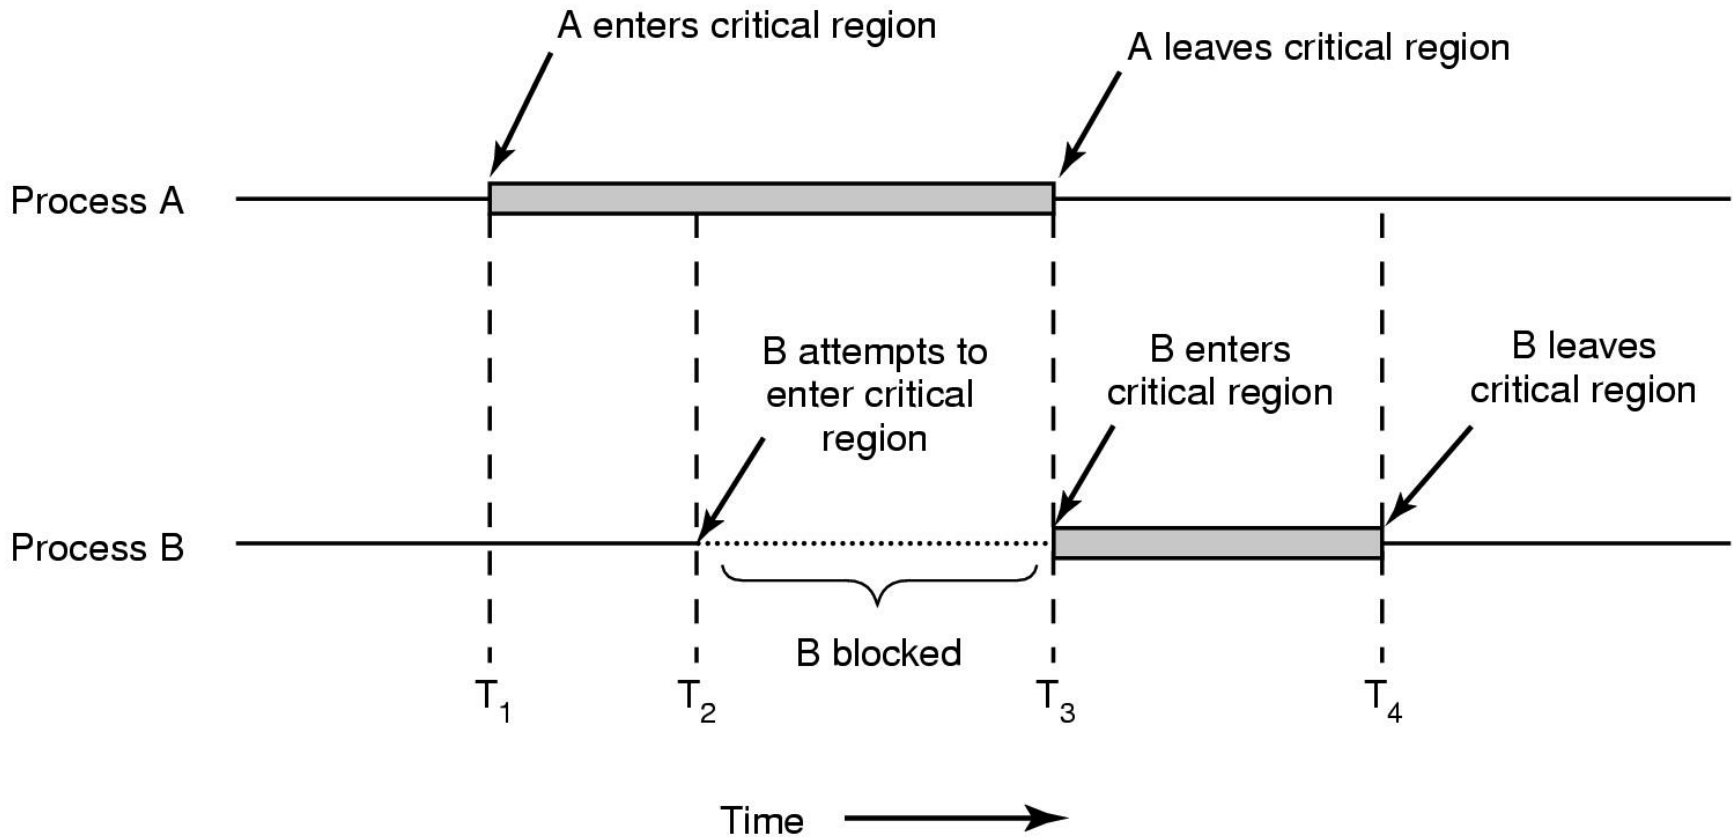 A enters critical region
A leaves critical region
Process A
B attempts to
enter critical
region
B enters
critical region
B leaves
critical region
Process B
B blocked
T1
T2
T3
T4
Time